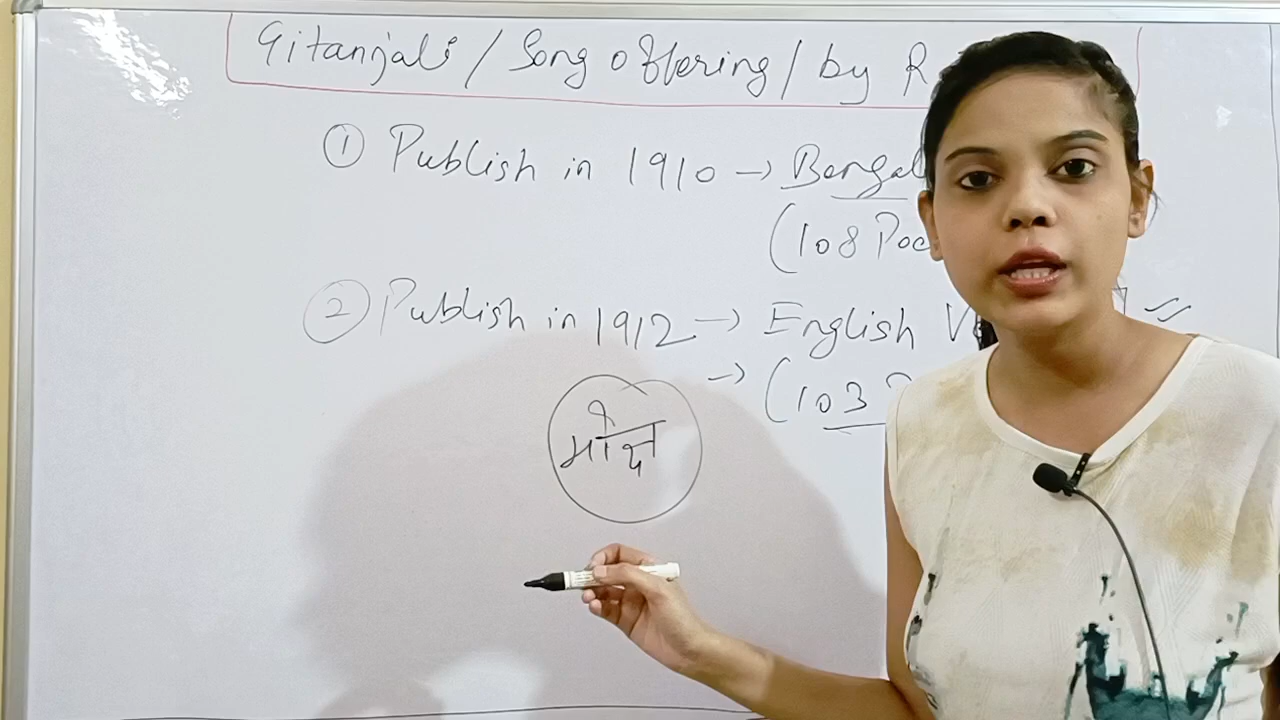 Gitanjali / Song offering / by R
① Publish in 1910 → Bengal
(108 Poe
② Publish in 1912 → English V
→ (103 P
मोक्ष